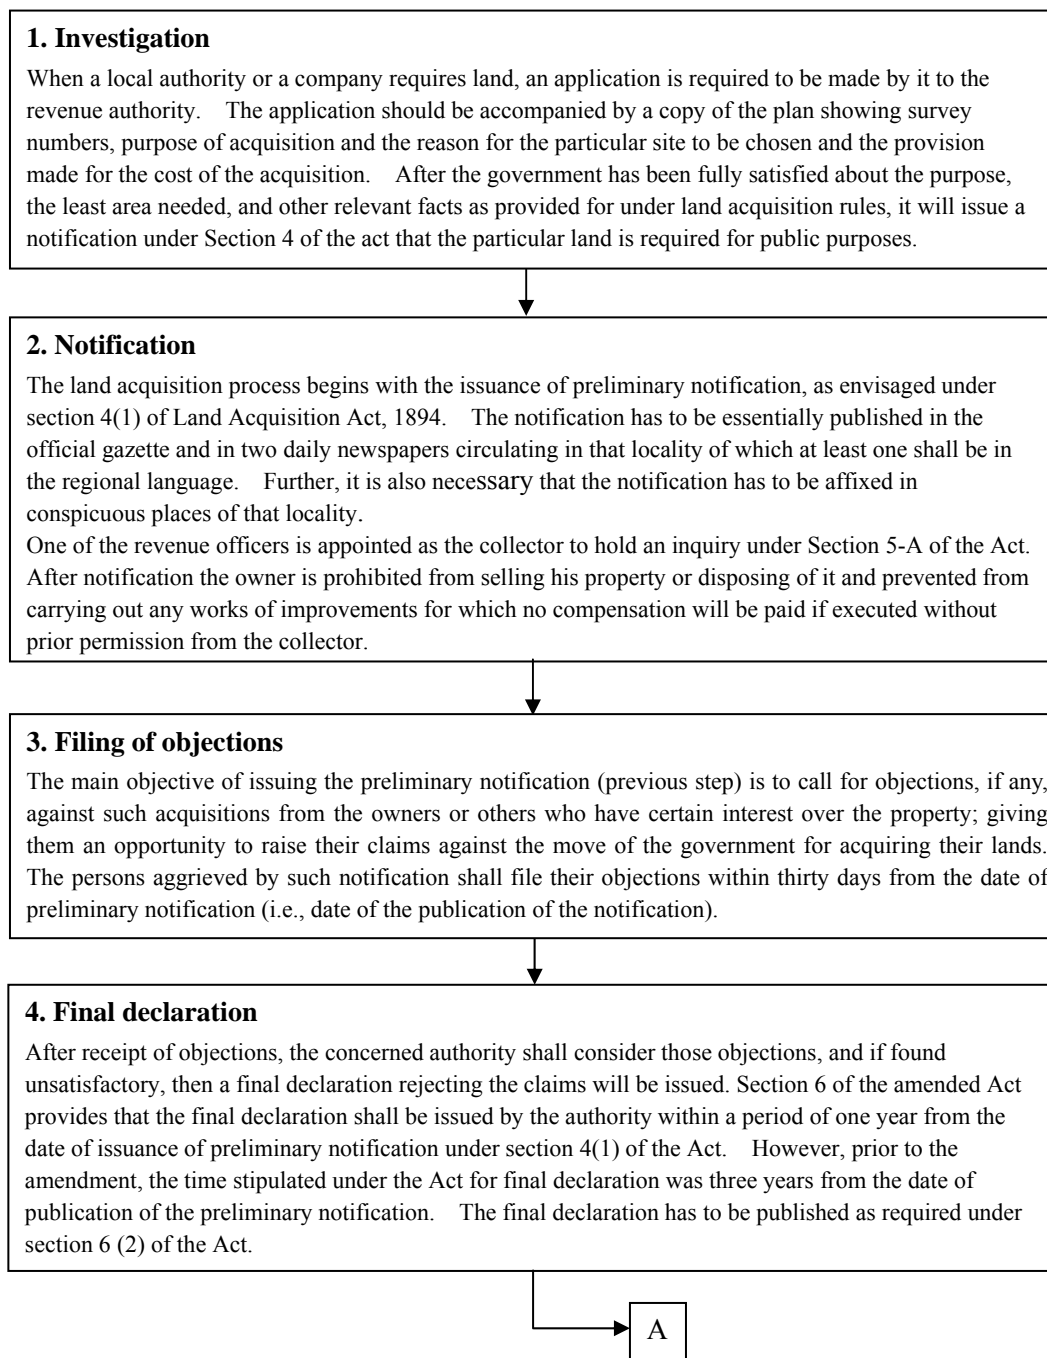 1. Investigation
When a local authority or a company requires land, an application is required to be made by it to the
revenue authority. The application should be accompanied by a copy of the plan showing survey
numbers, purpose of acquisition and the reason for the particular site to be chosen and the provision
made for the cost of the acquisition. After the government has been fully satisfied about the purpose,
the least area needed, and other relevant facts as provided for under land acquisition rules, it will issue a
notification under Section 4 of the act that the particular land is required for public purposes.
2. Notification
The land acquisition process begins with the issuance of preliminary notification, as envisaged under
section 4(1) of Land Acquisition Act, 1894. The notification has to be essentially published in the
official gazette and in two daily newspapers circulating in that locality of which at least one shall be in
the regional language. Further, it is also necessary that the notification has to be affixed in
conspicuous places of that locality.
One of the revenue officers is appointed as the collector to hold an inquiry under Section 5-A of the Act.
After notification the owner is prohibited from selling his property or disposing of it and prevented from
carrying out any works of improvements for which no compensation will be paid if executed without
prior permission from the collector.
3. Filing of objections
The main objective of issuing the preliminary notification (previous step) is to call for objections, if any,
against such acquisitions from the owners or others who have certain interest over the property; giving
them an opportunity to raise their claims against the move of the government for acquiring their lands.
The persons aggrieved by such notification shall file their objections within thirty days from the date of
preliminary notification (i.e., date of the publication of the notification).
4. Final declaration
After receipt of objections, the concerned authority shall consider those objections, and if found
unsatisfactory, then a final declaration rejecting the claims will be issued. Section 6 of the amended Act
provides that the final declaration shall be issued by the authority within a period of one year from the
date of issuance of preliminary notification under section 4(1) of the Act. However, prior to the
amendment, the time stipulated under the Act for final declaration was three years from the date of
publication of the preliminary notification. The final declaration has to be published as required under
section 6 (2) of the Act.
A